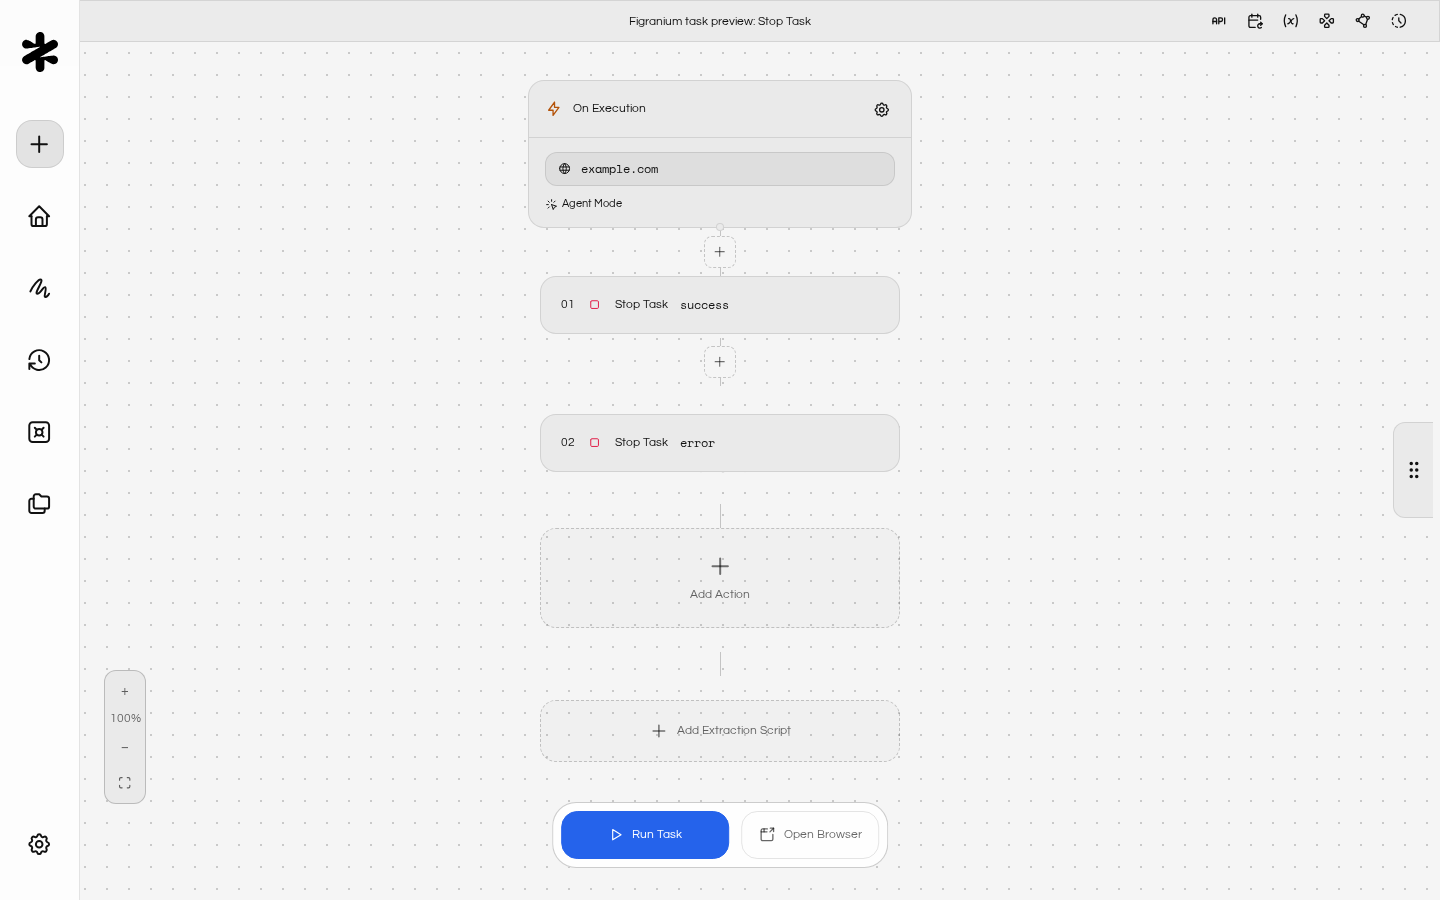 Figranium task preview: Stop Task
API
(x)
On Execution
example.com
Agent Mode
01 Stop Task success
02 Stop Task error
Add Action
Add Extraction Script
+
100%
−
Run Task
Open Browser